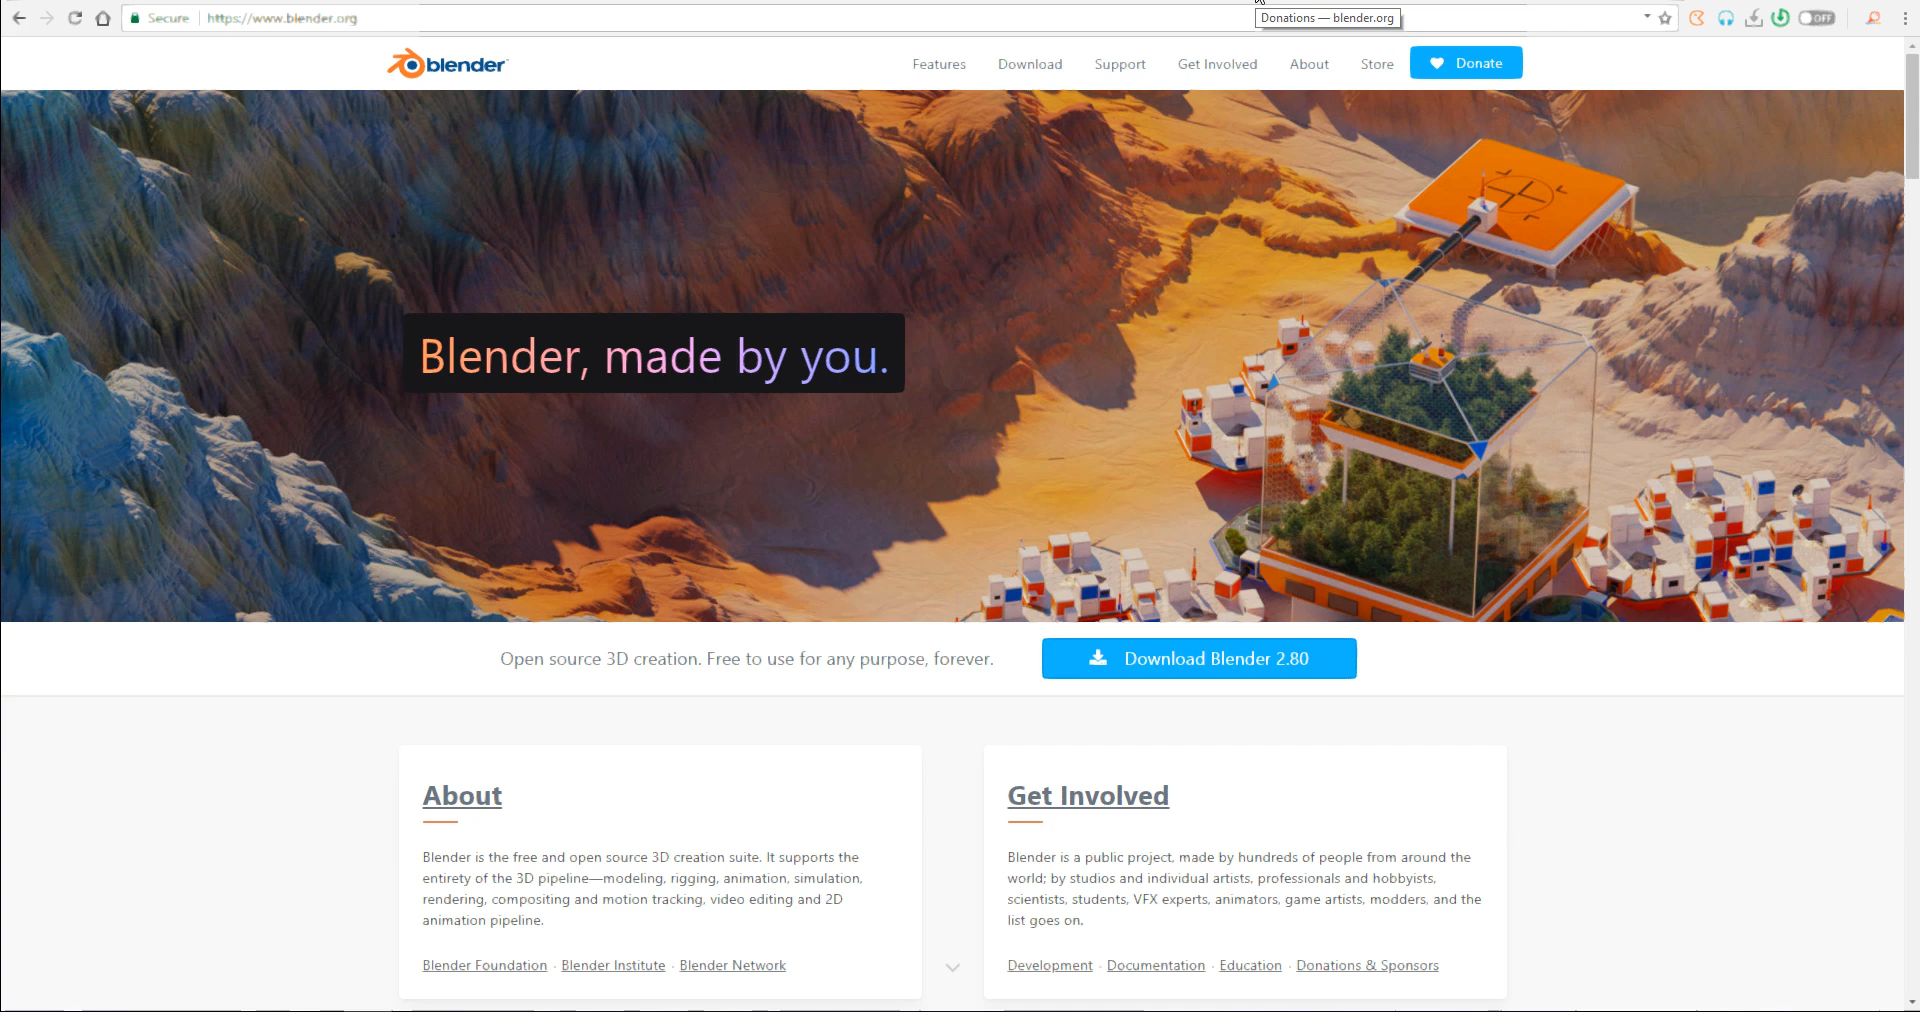 Secure https://www.blender.org
Donations — blender.org
OFF
blender
Features Download Support Get Involved About Store Donate
Blender, made by you.
Open source 3D creation. Free to use for any purpose, forever.
Download Blender 2.80
About
Blender is the free and open source 3D creation suite. It supports the
entirety of the 3D pipeline—modeling, rigging, animation, simulation,
rendering, compositing and motion tracking, video editing and 2D
animation pipeline.
Blender Foundation · Blender Institute · Blender Network
Get Involved
Blender is a public project, made by hundreds of people from around the
world; by studios and individual artists, professionals and hobbyists,
scientists, students, VFX experts, animators, game artists, modders, and the
list goes on.
Development · Documentation · Education · Donations & Sponsors